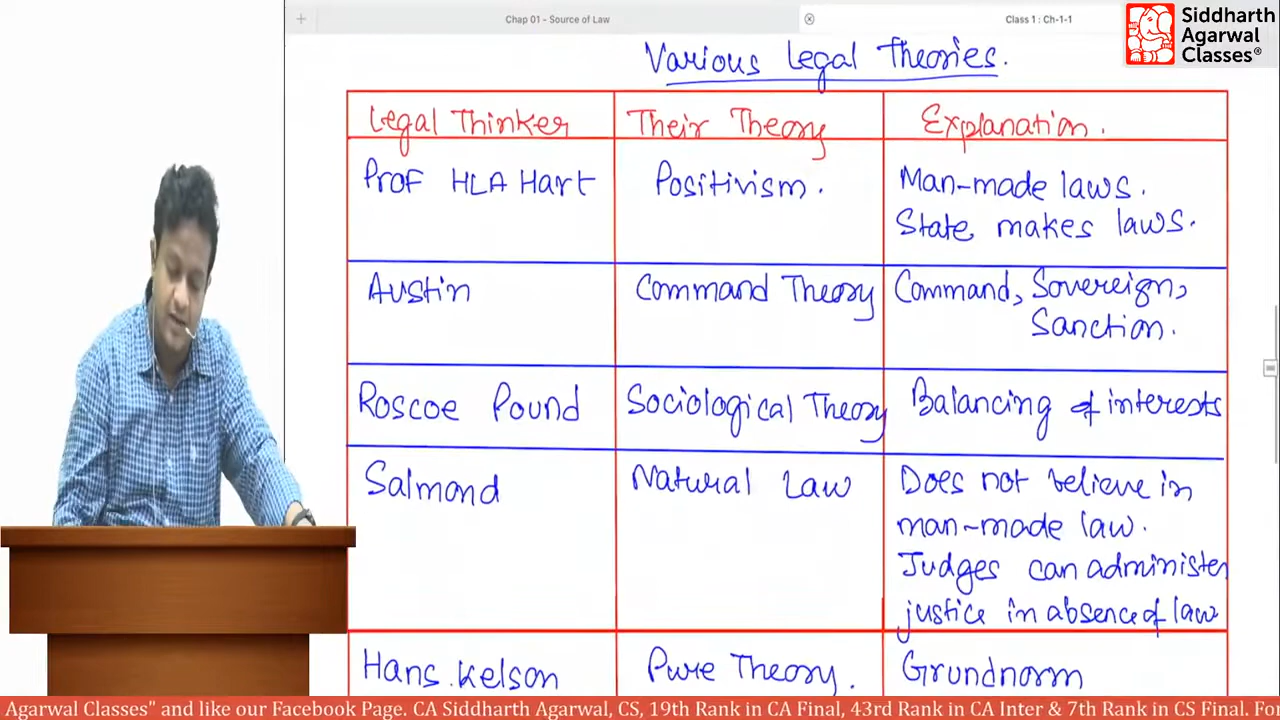 Chap 01 - Source of Law
Class 1 : Ch-1-1
Siddharth
Agarwal
Classes®
Various Legal Theories.
Legal Thinker
Their Theory
Explanation.
Prof HLA Hart
Positivism.
Man-made laws.
State makes laws.
Austin
Command Theory
Command, Sovereign,
Sanction.
Roscoe Pound
Sociological Theory
Balancing of interests
Salmond
Natural Law
Does not believe in
man-made law.
Judges can administer
justice in absence of law
Hans. Kelson
Pure Theory.
Grundnorm
Agarwal Classes" and like our Facebook Page. CA Siddharth Agarwal, CS, 19th Rank in CA Final, 43rd Rank in CA Inter & 7th Rank in CS Final. For